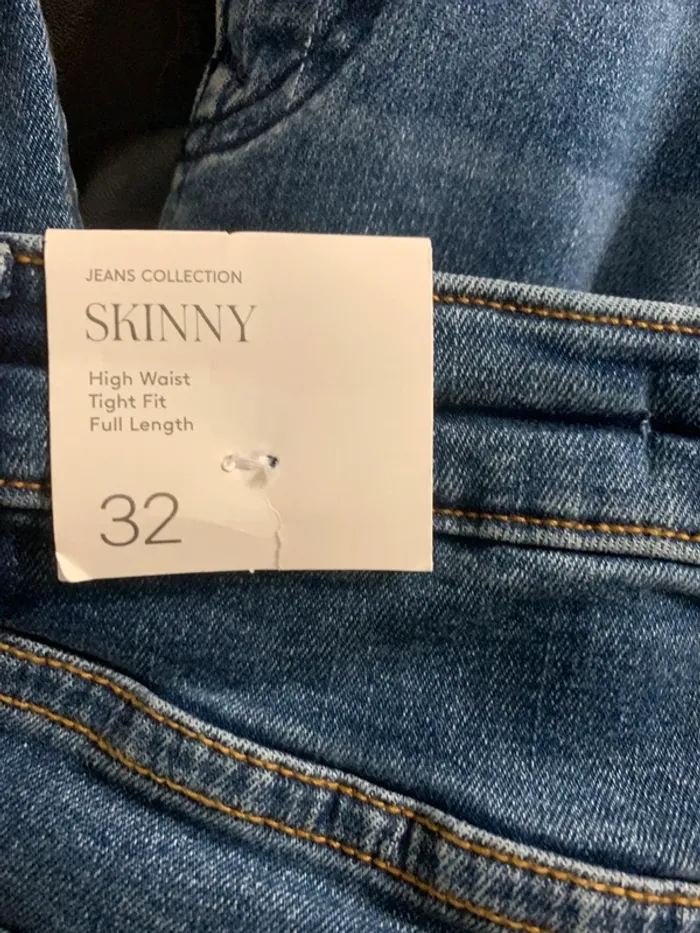 JEANS COLLECTION
SKINNY
High Waist
Tight Fit
Full Length
32